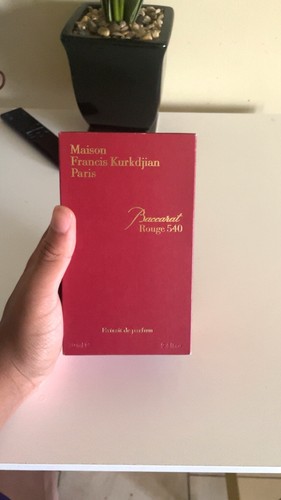 Maison
Francis Kurkdjian
Paris
Baccarat
Rouge 540
Extrait de parfum